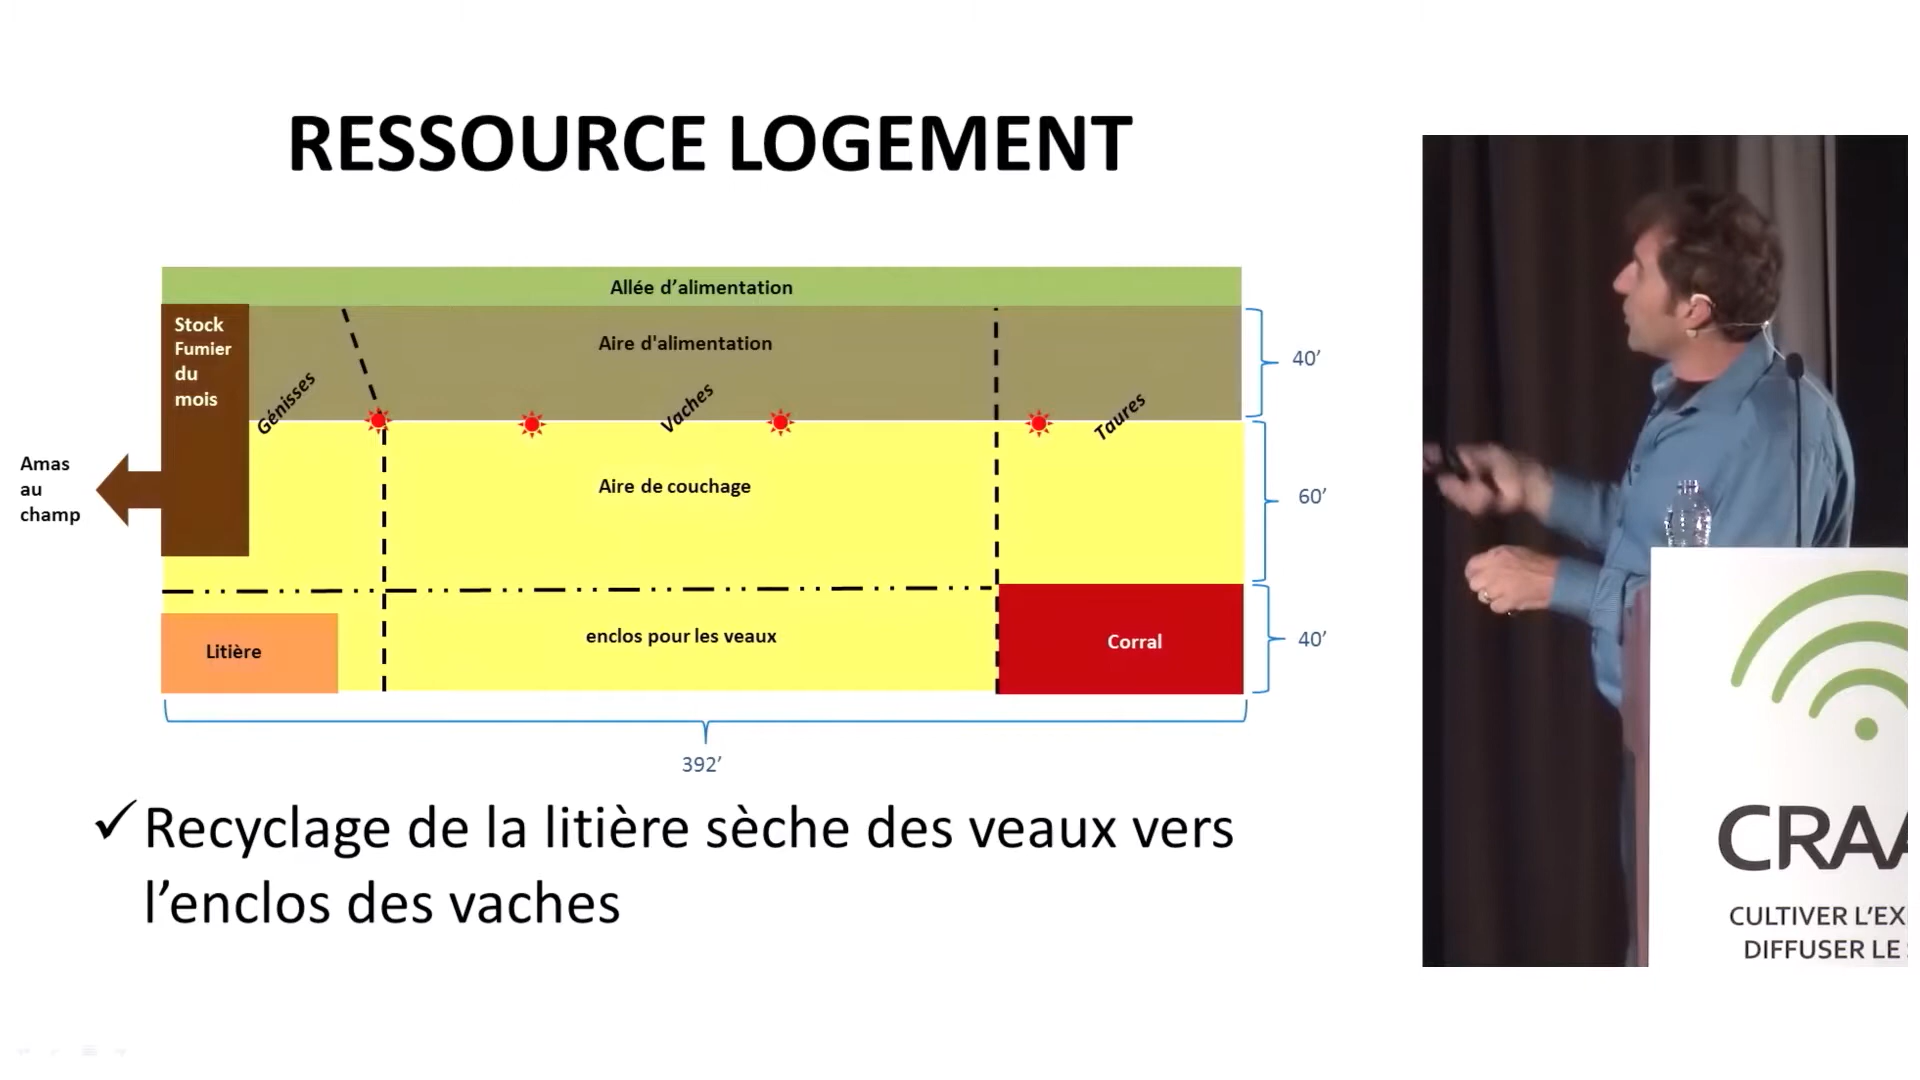 RESSOURCE LOGEMENT
Allée d'alimentation
Stock
Fumier
du
mois
Aire d'alimentation
40'
Génisses
Vaches
Taures
Amas
au
champ
Aire de couchage
60'
Litière
enclos pour les veaux
Corral
40'
392'
✓ Recyclage de la litière sèche des veaux vers
l'enclos des vaches
CRAA
CULTIVER L'EX
DIFFUSER LE